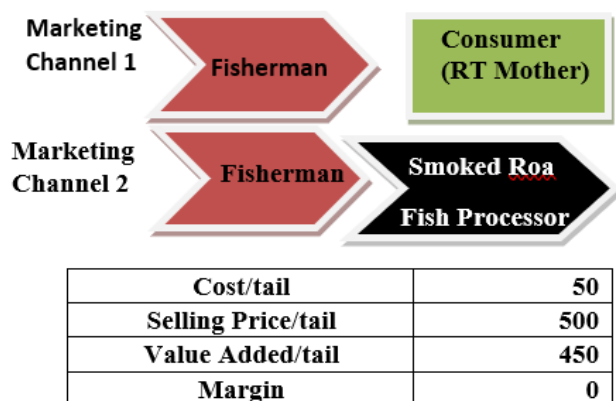 Marketing
Channel 1
Fisherman
Consumer
(RT Mother)
Marketing
Channel 2
Fisherman
Smoked Roa
Fish Processor
Cost/tail 50
Selling Price/tail 500
Value Added/tail 450
Margin 0